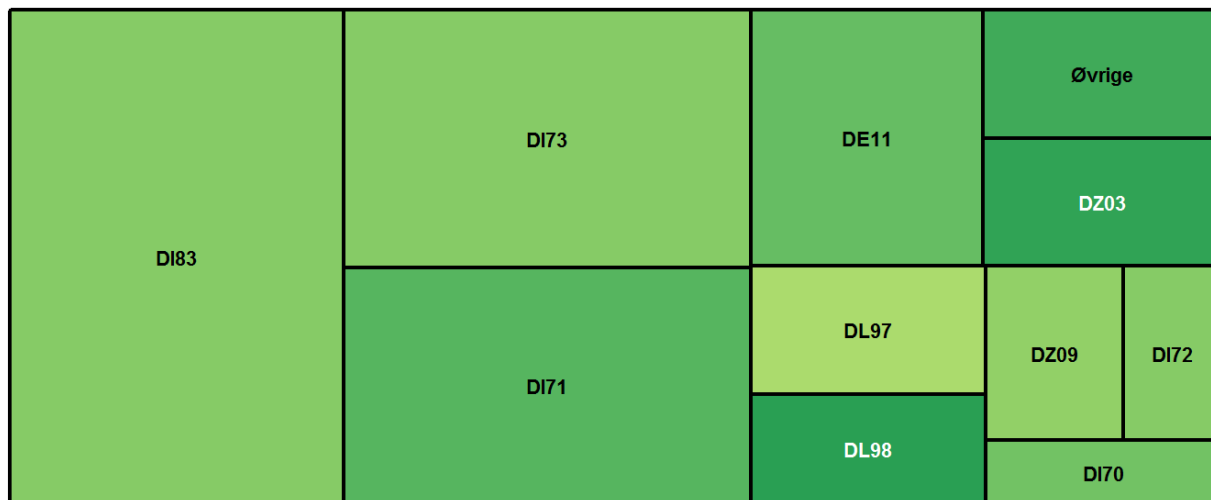 DI83
DI73
DI71
DE11
DL97
DL98
Øvrige
DZ03
DZ09
DI72
DI70